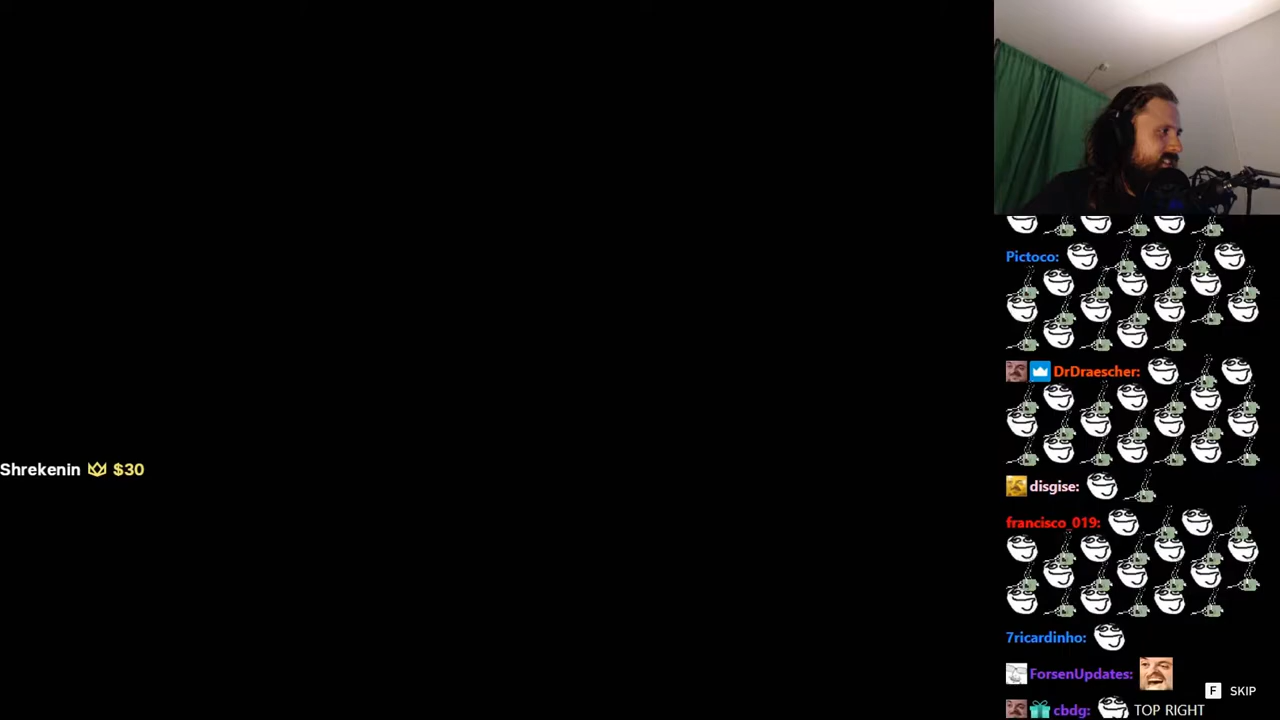 Pictoco:
DrDraescher:
Shrekenin $30
disgise:
francisco_019:
7ricardinho:
ForsenUpdates:
F SKIP
cbdg: TOP RIGHT